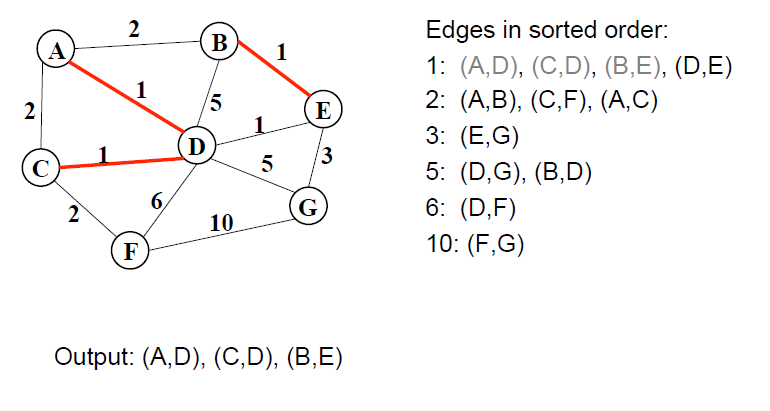 2
A
B
1
1
2
5
E
1
D
1
3
C
5
6
2
G
10
F
Edges in sorted order:
1: (A,D), (C,D), (B,E), (D,E)
2: (A,B), (C,F), (A,C)
3: (E,G)
5: (D,G), (B,D)
6: (D,F)
10: (F,G)
Output: (A,D), (C,D), (B,E)